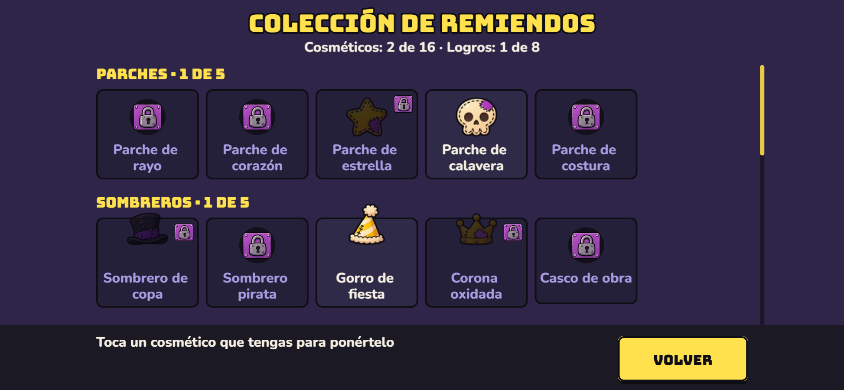 COLECCIÓN DE REMIENDOS
Cosméticos: 2 de 16 · Logros: 1 de 8
PARCHES · 1 DE 5
Parche de
rayo
Parche de
corazón
Parche de
estrella
Parche de
calavera
Parche de
costura
SOMBREROS · 1 DE 5
Sombrero de
copa
Sombrero
pirata
Gorro de
fiesta
Corona
oxidada
Casco de obra
Toca un cosmético que tengas para ponértelo
VOLVER